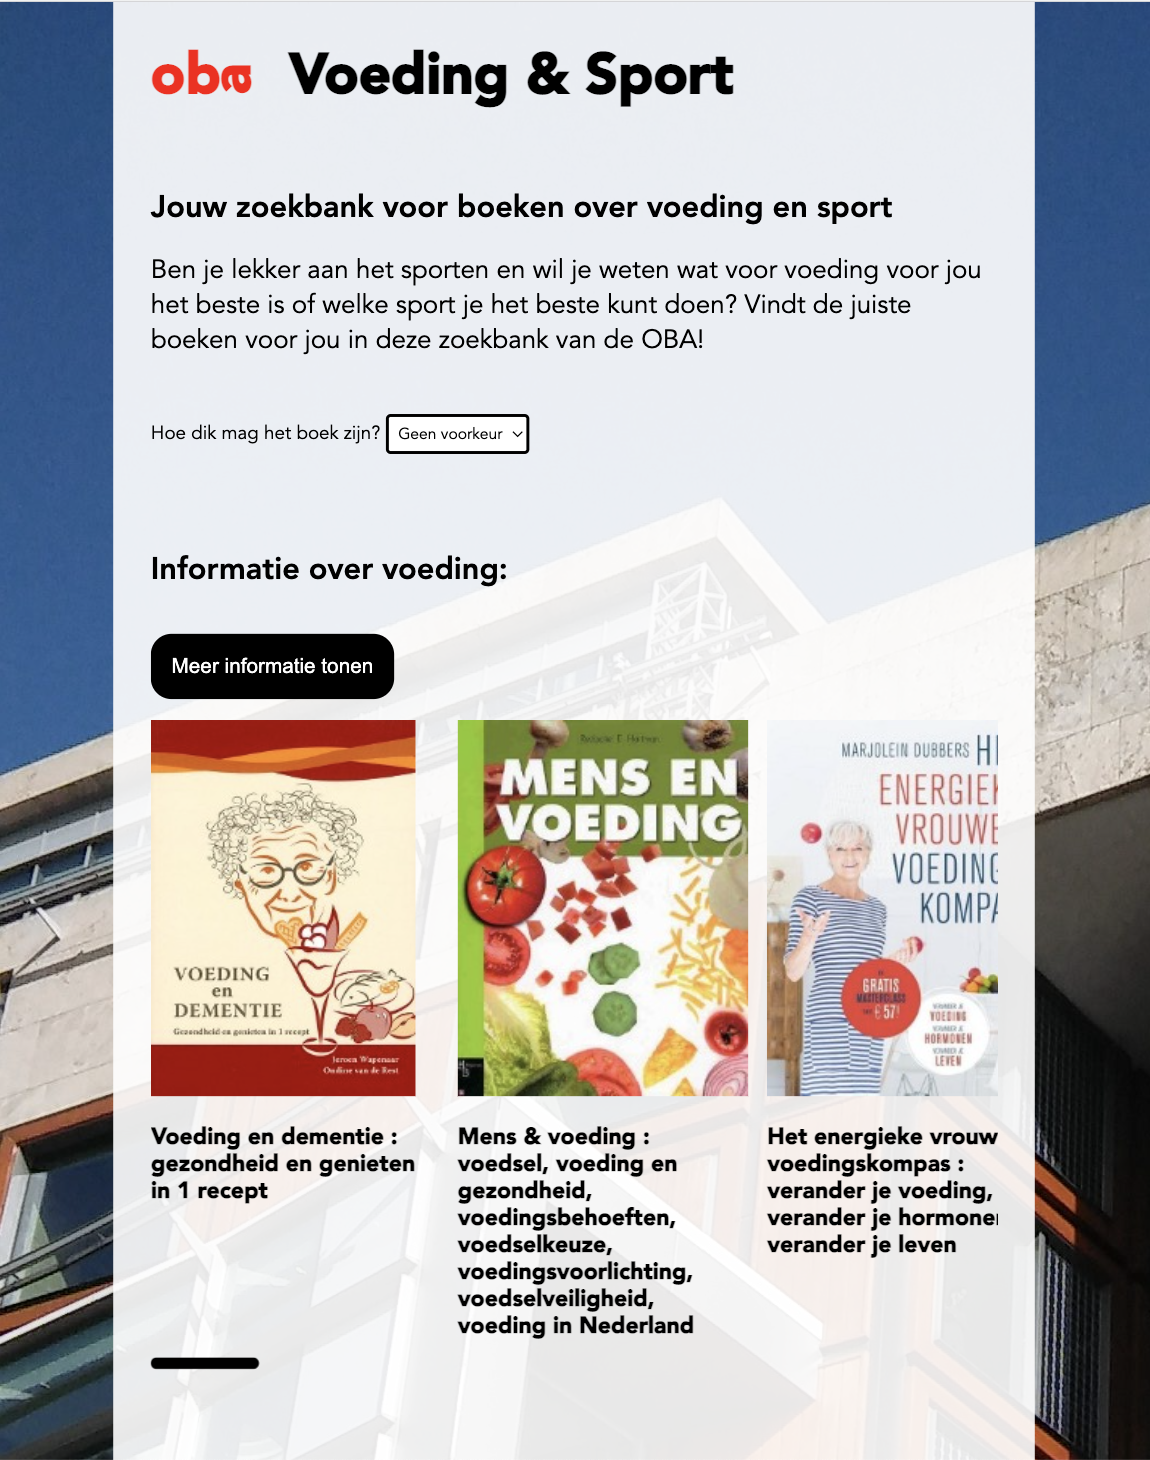 oba Voeding & Sport
Jouw zoekbank voor boeken over voeding en sport
Ben je lekker aan het sporten en wil je weten wat voor voeding voor jou
het beste is of welke sport je het beste kunt doen? Vindt de juiste
boeken voor jou in deze zoekbank van de OBA!
Hoe dik mag het boek zijn? Geen voorkeur
Informatie over voeding:
Meer informatie tonen
VOEDING
en
DEMENTIE
Gezondheid en genieten in 1 recept
Jeroen Wapenaar
Ondine van de Rest
Redactie: E. Hartman
MENS EN
VOEDING
MARJOLEIN DUBBERS
ENERGIEK
VROUWE
VOEDING
KOMPA
GRATIS
MASTERCLASS
€ 57!
VERANDER JE
VOEDING
VERANDER JE
HORMONEN
VERANDER JE
LEVEN
Voeding en dementie :
gezondheid en genieten
in 1 recept
Mens & voeding :
voedsel, voeding en
gezondheid,
voedingsbehoeften,
voedselkeuze,
voedingsvoorlichting,
voedselveiligheid,
voeding in Nederland
Het energieke vrouw
voedingskompas :
verander je voeding,
verander je hormone
verander je leven